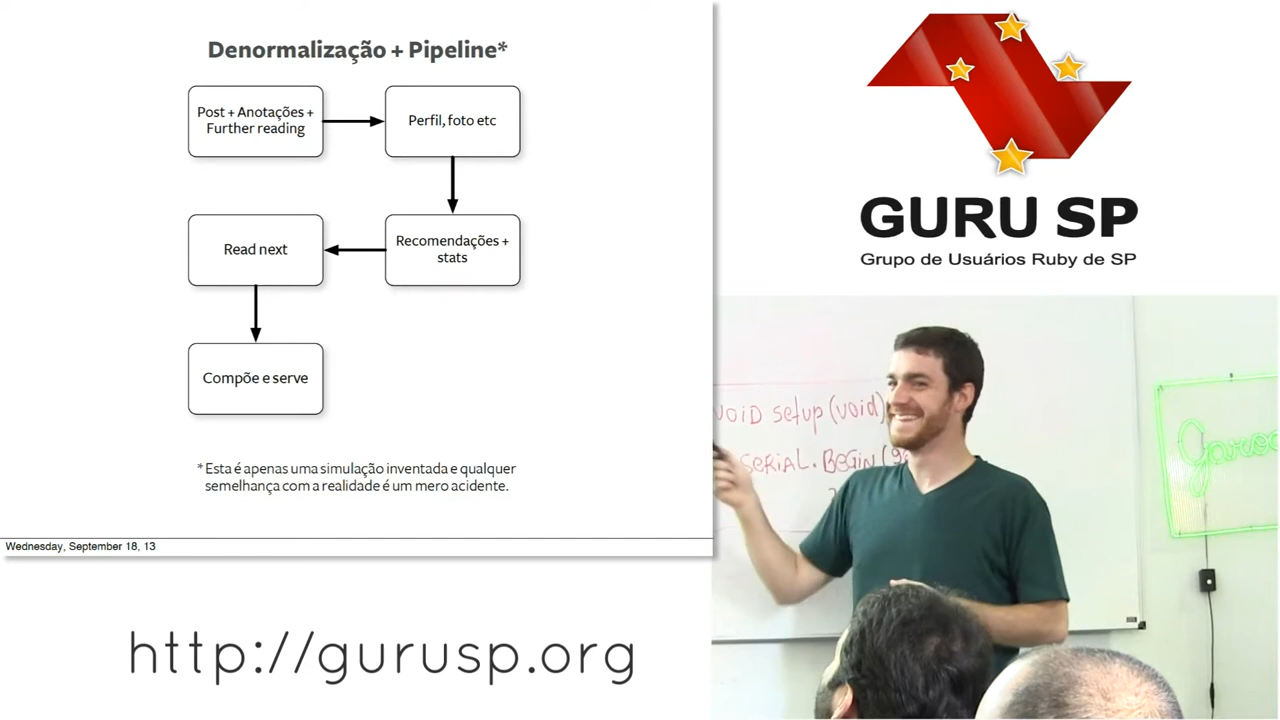 Denormalização + Pipeline*
Post + Anotações +
Further reading
Perfil, foto etc
Recomendações +
stats
Read next
Compõe e serve
* Esta é apenas uma simulação inventada e qualquer
semelhança com a realidade é um mero acidente.
Wednesday, September 18, 13
http://gurusp.org
GURU SP
Grupo de Usuários Ruby de SP
void setup (void)
SERIAL.BEGIN (